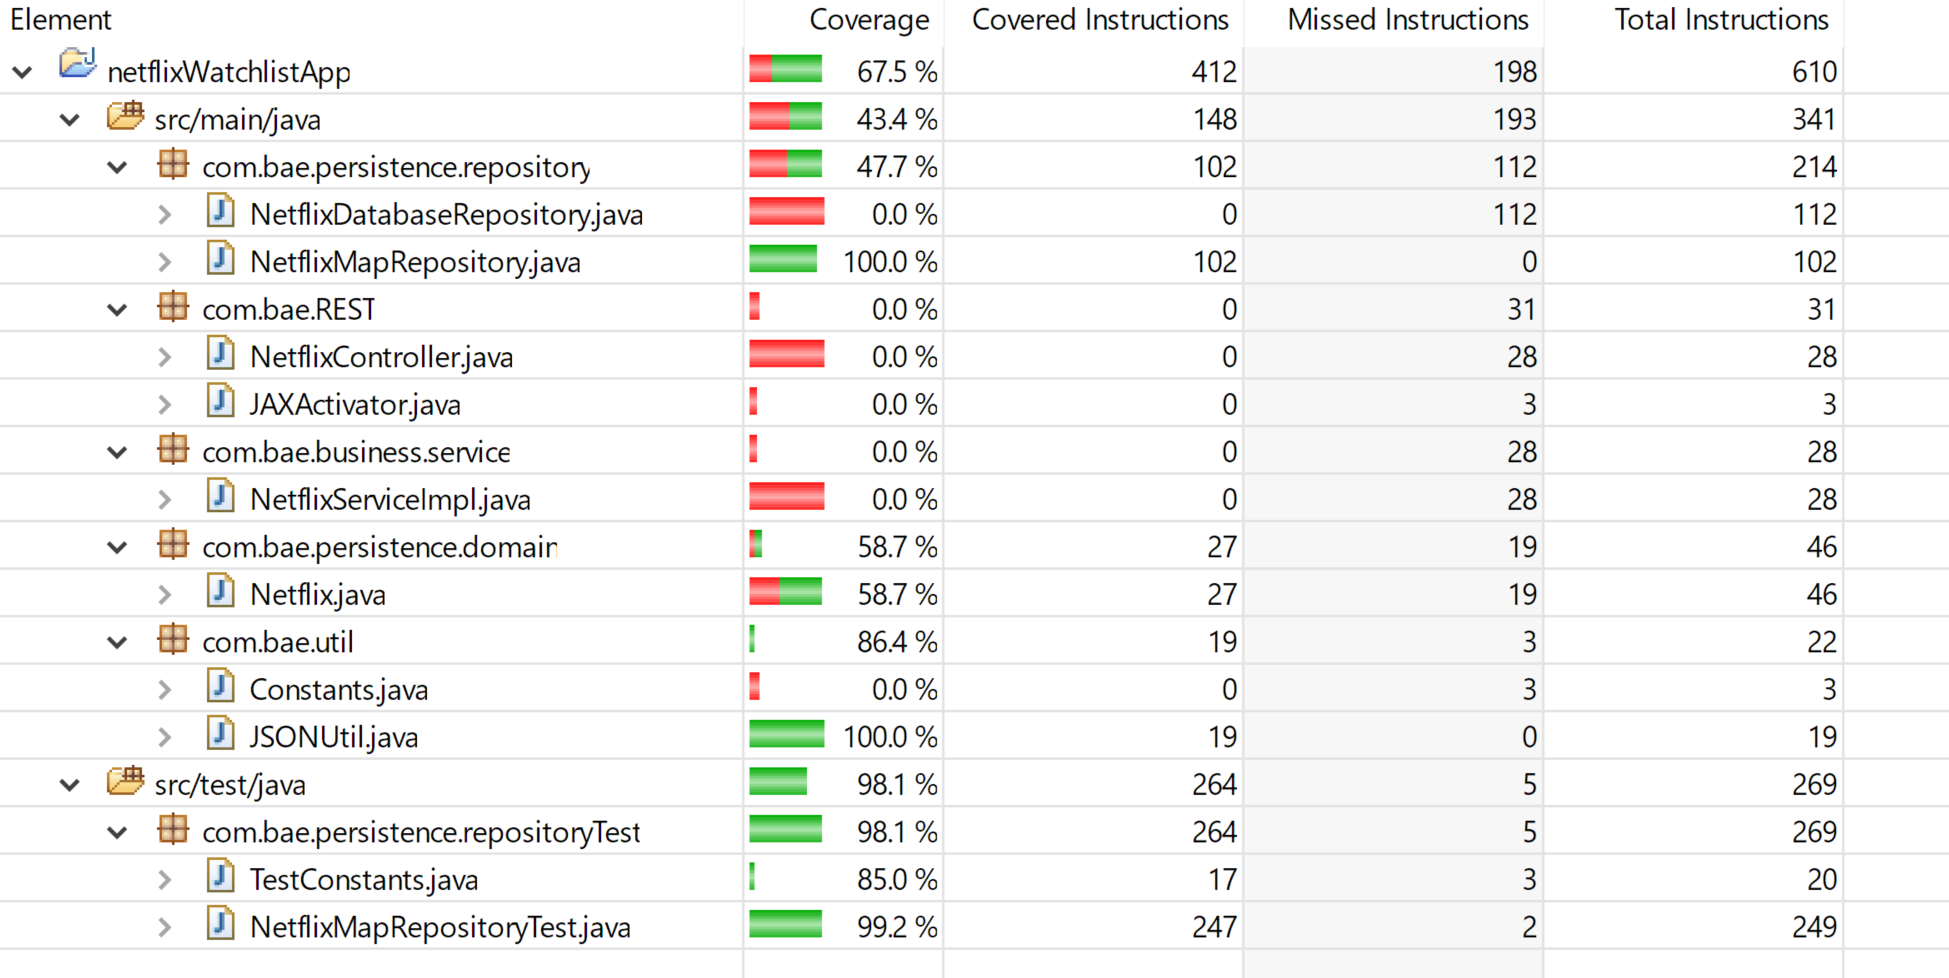 Element Coverage Covered Instructions Missed Instructions Total Instructions
netflixWatchlistApp 67.5 % 412 198 610
src/main/java 43.4 % 148 193 341
com.bae.persistence.repository 47.7 % 102 112 214
NetflixDatabaseRepository.java 0.0 % 0 112 112
NetflixMapRepository.java 100.0 % 102 0 102
com.bae.REST 0.0 % 0 31 31
NetflixController.java 0.0 % 0 28 28
JAXActivator.java 0.0 % 0 3 3
com.bae.business.service 0.0 % 0 28 28
NetflixServiceImpl.java 0.0 % 0 28 28
com.bae.persistence.domain 58.7 % 27 19 46
Netflix.java 58.7 % 27 19 46
com.bae.util 86.4 % 19 3 22
Constants.java 0.0 % 0 3 3
JSONUtil.java 100.0 % 19 0 19
src/test/java 98.1 % 264 5 269
com.bae.persistence.repositoryTest 98.1 % 264 5 269
TestConstants.java 85.0 % 17 3 20
NetflixMapRepositoryTest.java 99.2 % 247 2 249